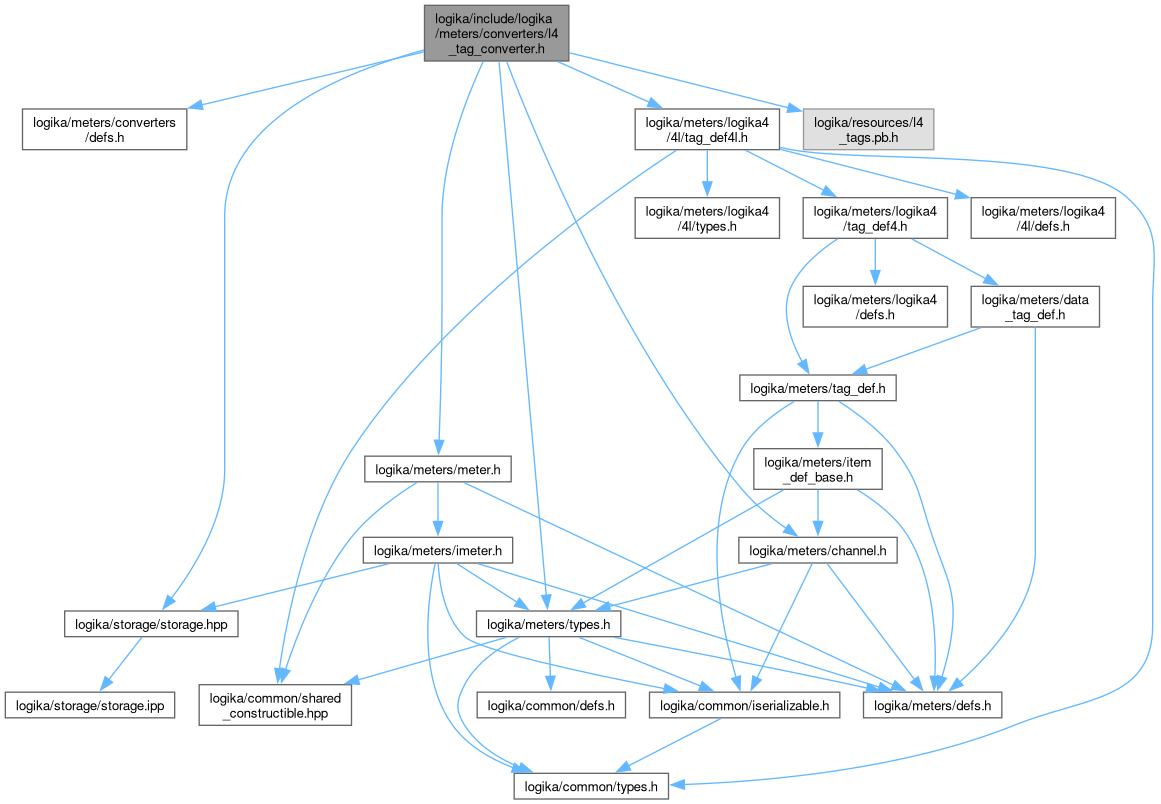 logika/include/logika
/meters/converters/l4
_tag_converter.h
logika/meters/converters
/defs.h
logika/meters/logika4
/4l/tag_def4l.h
logika/resources/l4
_tags.pb.h
logika/meters/logika4
/4l/types.h
logika/meters/logika4
/tag_def4.h
logika/meters/logika4
/4l/defs.h
logika/meters/logika4
/defs.h
logika/meters/data
_tag_def.h
logika/meters/tag_def.h
logika/meters/meter.h
logika/meters/item
_def_base.h
logika/meters/imeter.h
logika/meters/channel.h
logika/storage/storage.hpp
logika/meters/types.h
logika/storage/storage.ipp
logika/common/shared
_constructible.hpp
logika/common/defs.h
logika/common/iserializable.h
logika/meters/defs.h
logika/common/types.h